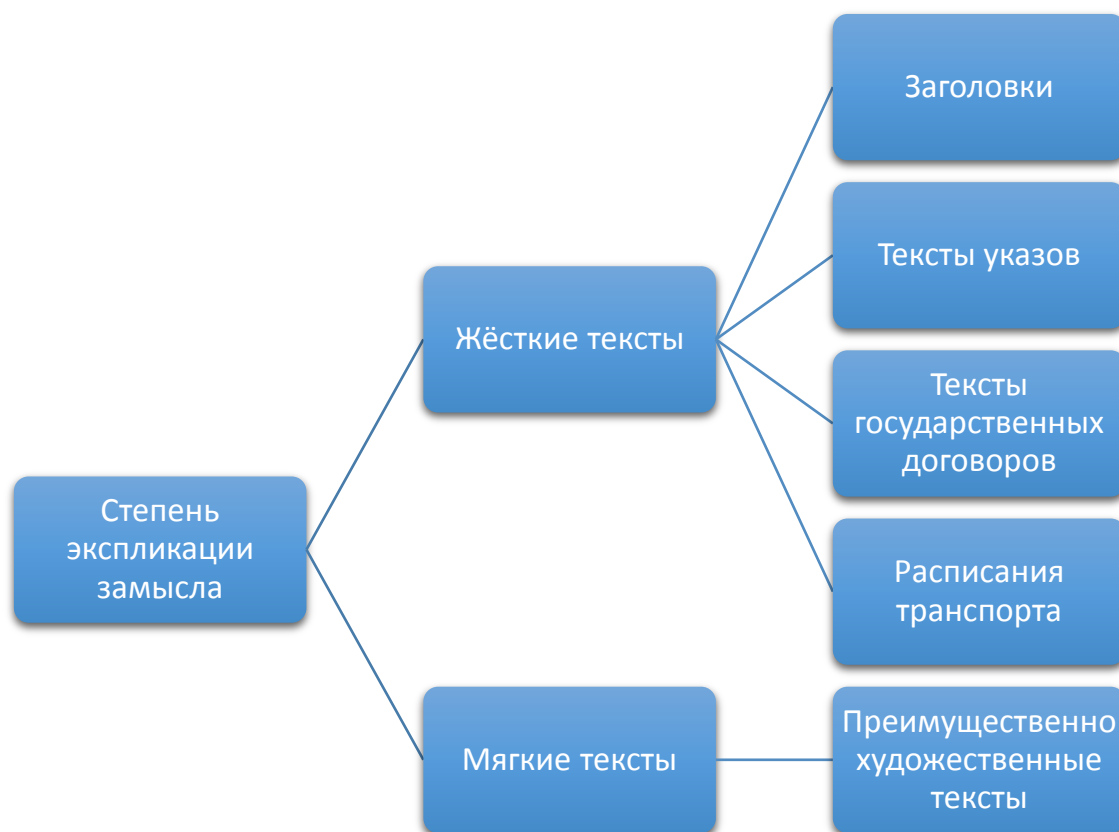 Заголовки
Тексты указов
Жёсткие тексты
Тексты
государственных
договоров
Степень
экспликации
замысла
Расписания
транспорта
Мягкие тексты
Преимущественно
художественные
тексты